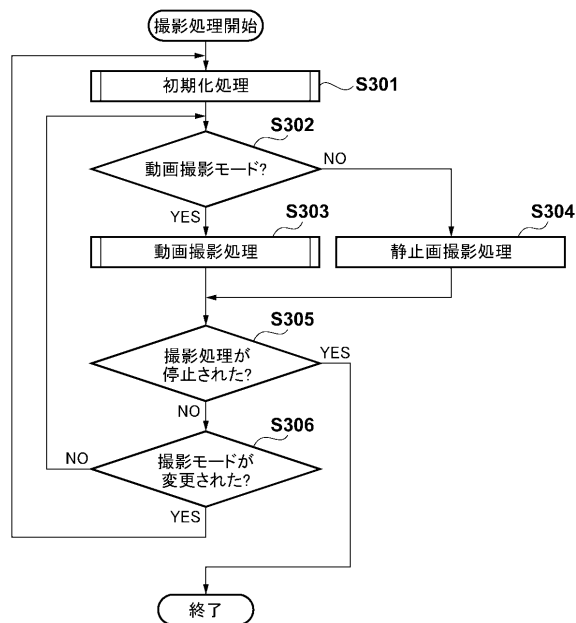 撮影処理開始
初期化処理
S301
S302
動画撮影モード?
NO
YES
S303
S304
動画撮影処理
静止画撮影処理
S305
撮影処理が
停止された?
YES
NO
S306
撮影モードが
変更された?
NO
YES
終了